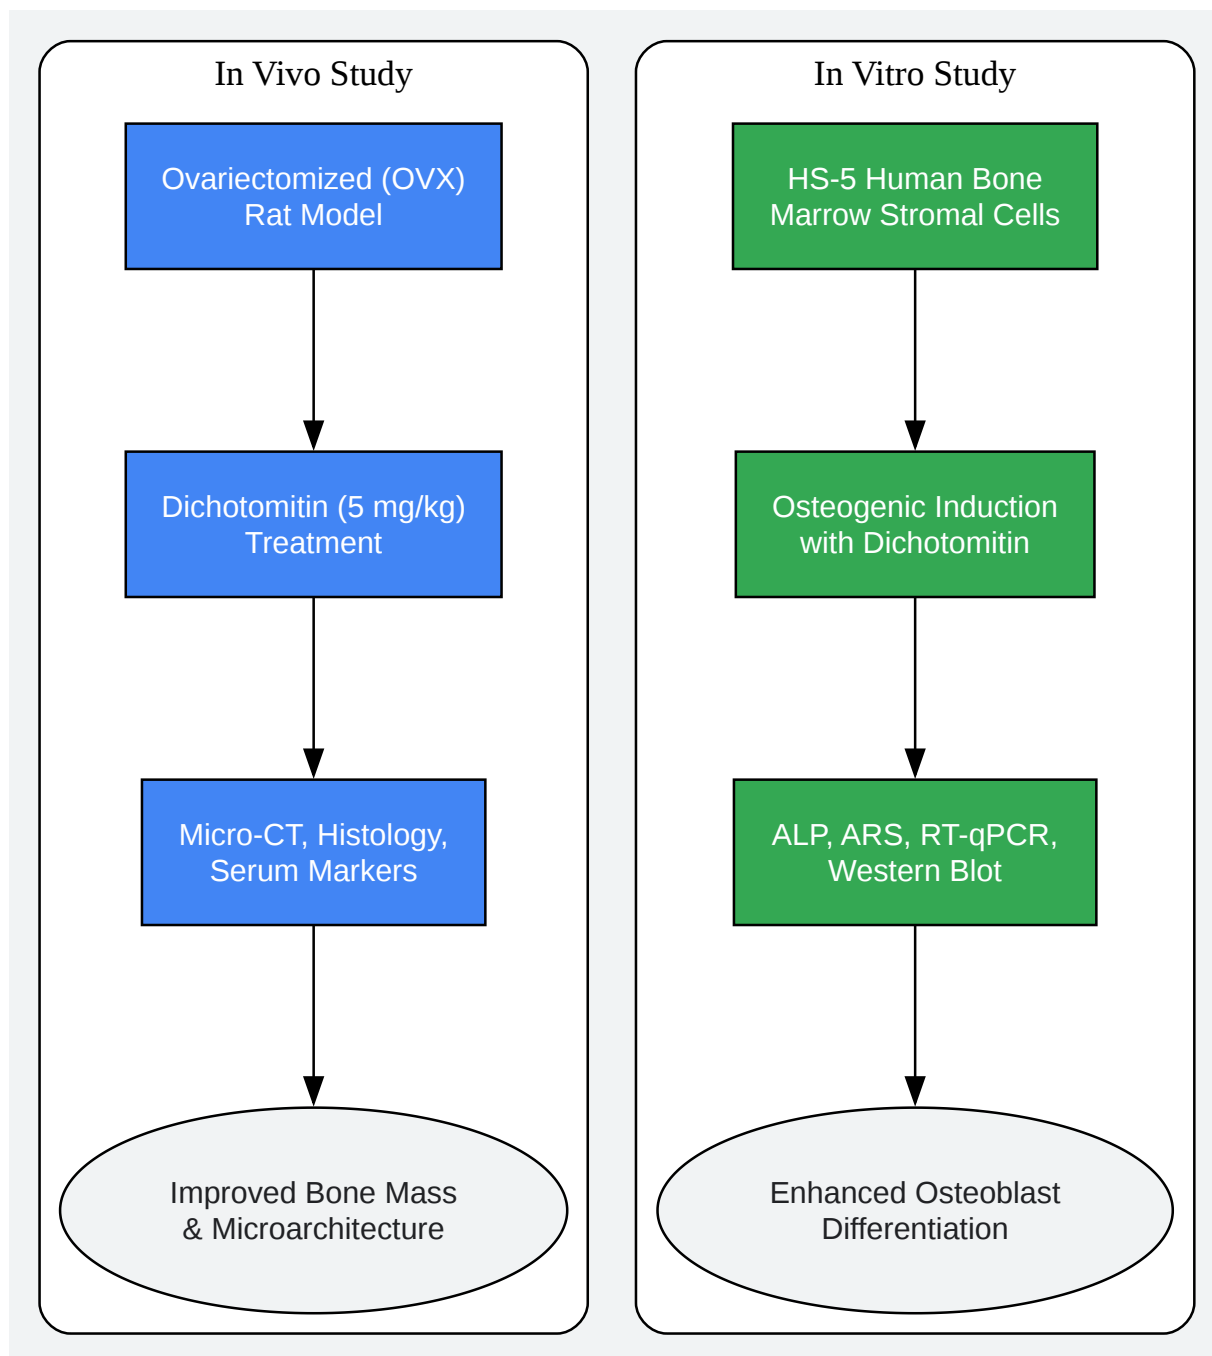 In Vivo Study
Ovariectomized (OVX)
Rat Model
Dichotomitin (5 mg/kg)
Treatment
Micro-CT, Histology,
Serum Markers
Improved Bone Mass
& Microarchitecture
In Vitro Study
HS-5 Human Bone
Marrow Stromal Cells
Osteogenic Induction
with Dichotomitin
ALP, ARS, RT-qPCR,
Western Blot
Enhanced Osteoblast
Differentiation